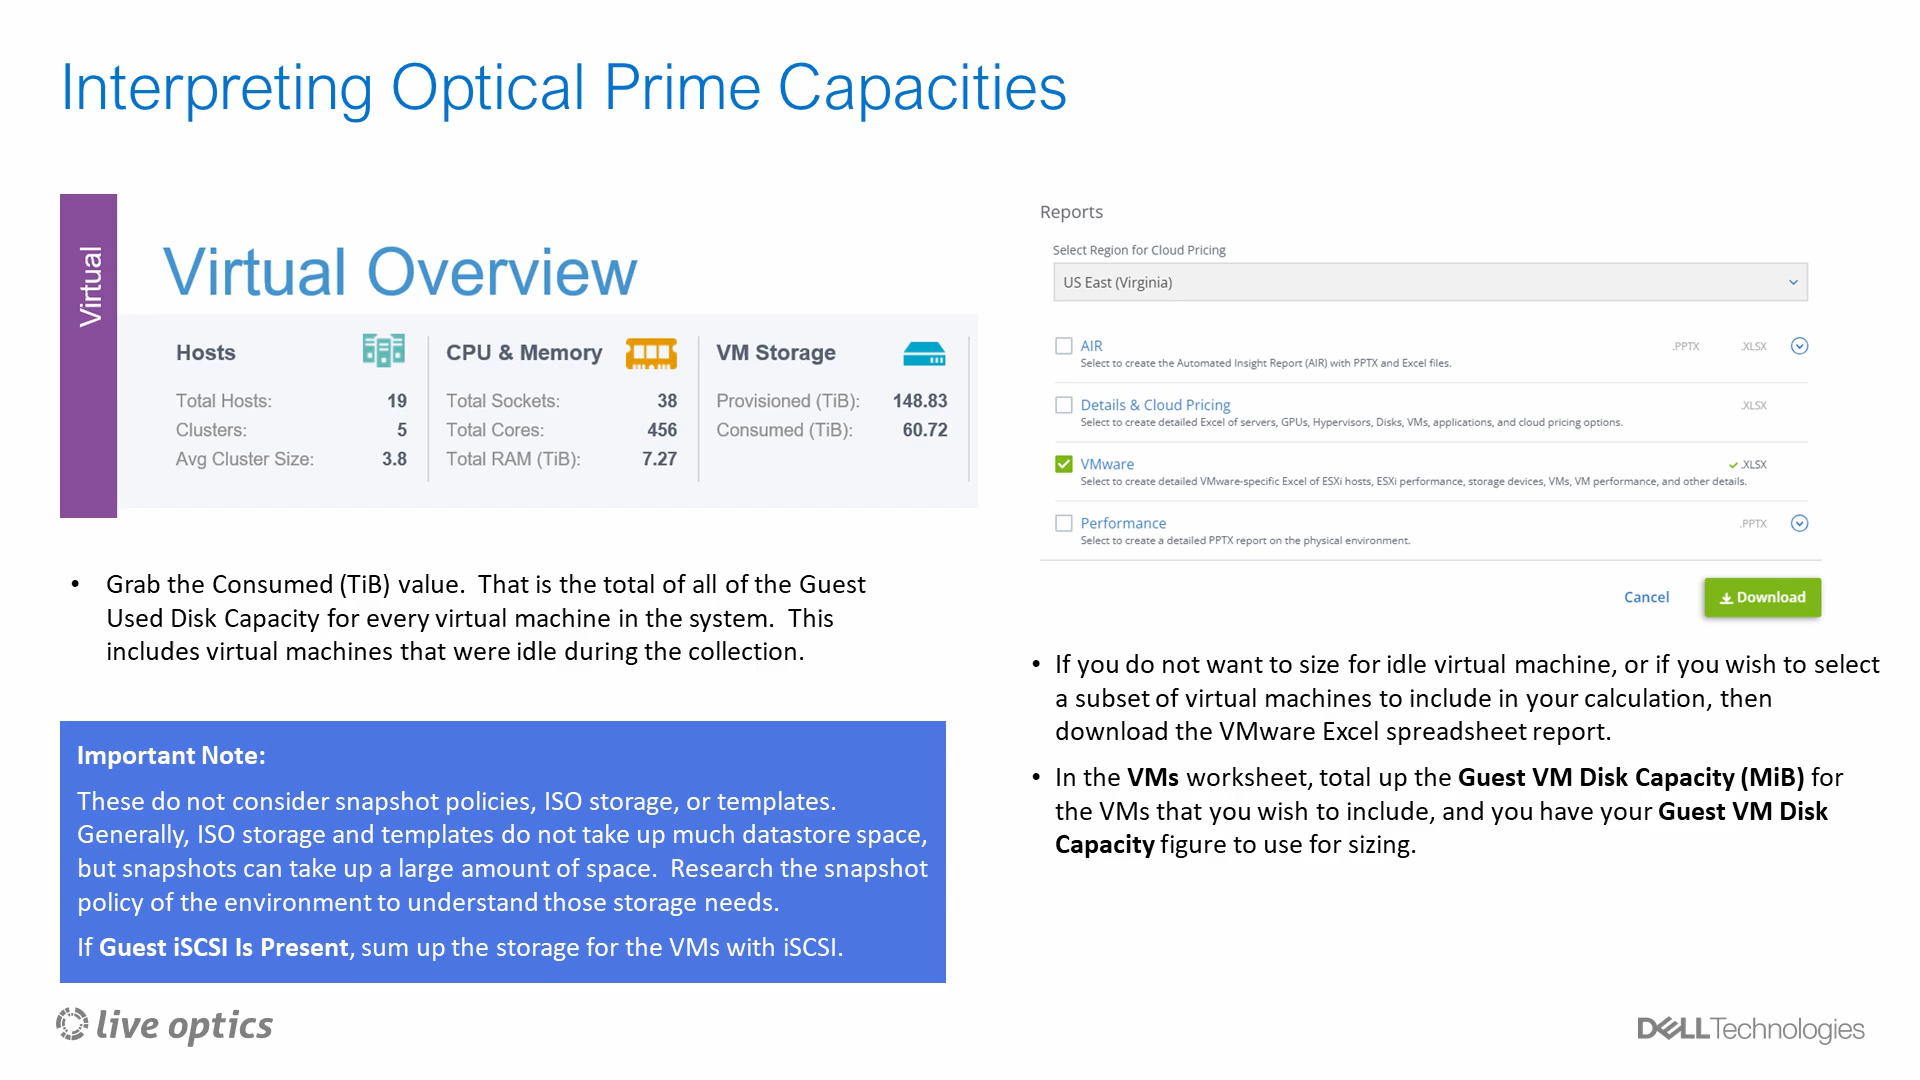 Interpreting Optical Prime Capacities
Virtual
Virtual Overview
Hosts
Total Hosts: 19
Clusters: 5
Avg Cluster Size: 3.8
CPU & Memory
Total Sockets: 38
Total Cores: 456
Total RAM (TiB): 7.27
VM Storage
Provisioned (TiB): 148.83
Consumed (TiB): 60.72
• Grab the Consumed (TiB) value. That is the total of all of the Guest
Used Disk Capacity for every virtual machine in the system. This
includes virtual machines that were idle during the collection.
Important Note:
These do not consider snapshot policies, ISO storage, or templates.
Generally, ISO storage and templates do not take up much datastore space,
but snapshots can take up a large amount of space. Research the snapshot
policy of the environment to understand those storage needs.
If Guest iSCSI Is Present, sum up the storage for the VMs with iSCSI.
Reports
Select Region for Cloud Pricing
US East (Virginia)
AIR .PPTX .XLSX
Select to create the Automated Insight Report (AIR) with PPTX and Excel files.
Details & Cloud Pricing .XLSX
Select to create detailed Excel of servers, GPUs, Hypervisors, Disks, VMs, applications, and cloud pricing options.
VMware .XLSX
Select to create detailed VMware-specific Excel of ESXi hosts, ESXi performance, storage devices, VMs, VM performance, and other details.
Performance .PPTX
Select to create a detailed PPTX report on the physical environment.
Cancel Download
• If you do not want to size for idle virtual machine, or if you wish to select
a subset of virtual machines to include in your calculation, then
download the VMware Excel spreadsheet report.
• In the VMs worksheet, total up the Guest VM Disk Capacity (MiB) for
the VMs that you wish to include, and you have your Guest VM Disk
Capacity figure to use for sizing.
live optics
DELLTechnologies